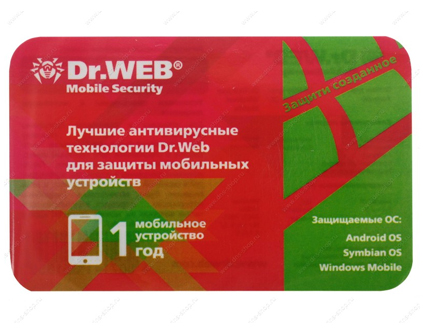 Dr.WEB®
Mobile Security
Защити созданное
Лучшие антивирусные
технологии Dr.Web
для защиты мобильных
устройств
1 мобильное
устройство
год
Защищаемые ОС:
Android OS
Symbian OS
Windows Mobile